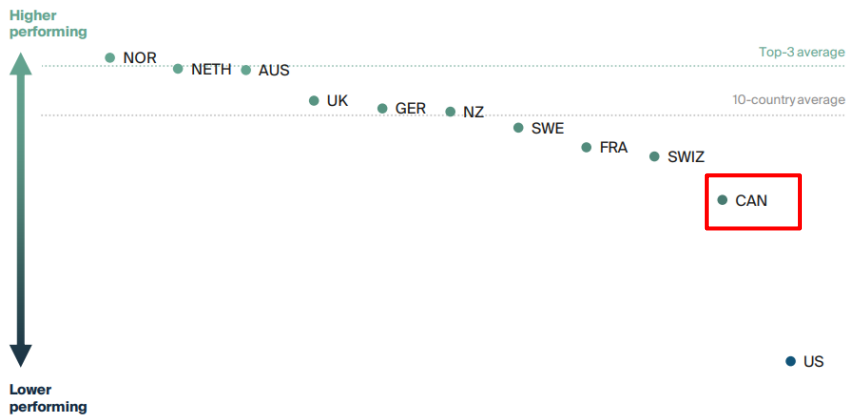 Higher
performing
NOR
Top-3 average
NETH
AUS
UK
10-country average
GER
NZ
SWE
FRA
SWIZ
CAN
US
Lower
performing